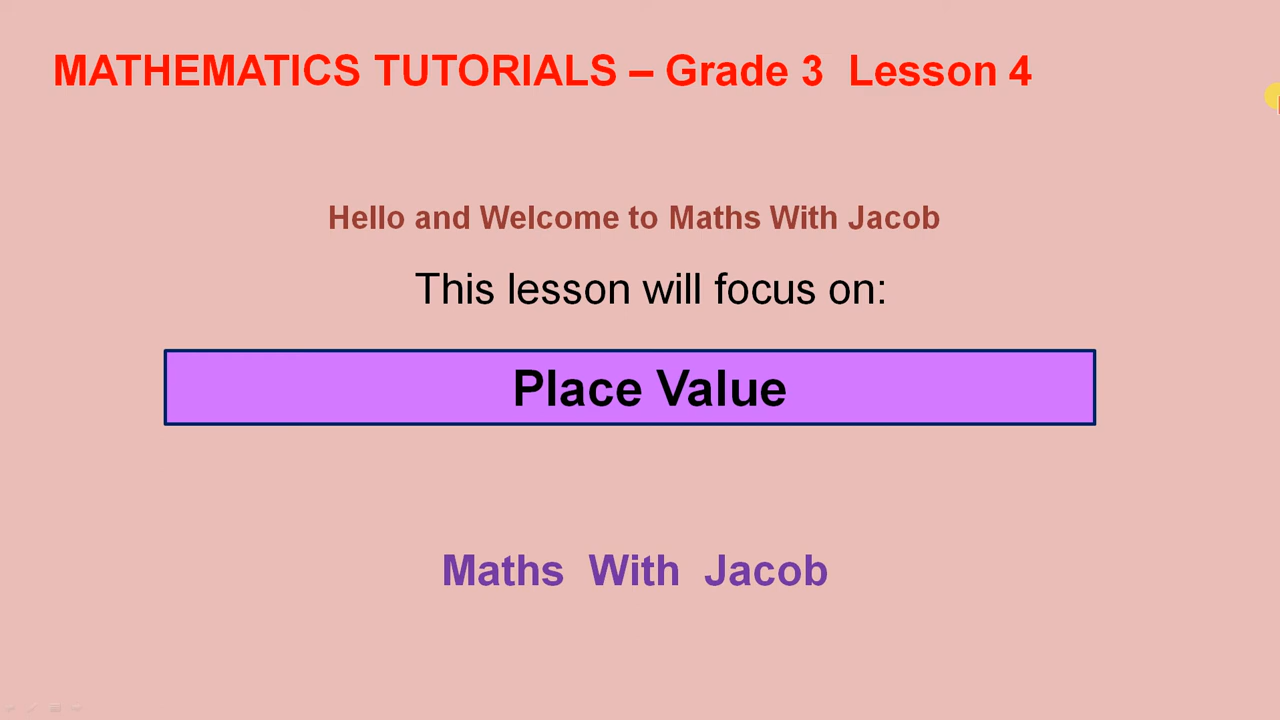 MATHEMATICS TUTORIALS – Grade 3 Lesson 4
Hello and Welcome to Maths With Jacob
This lesson will focus on:
Place Value
Maths With Jacob